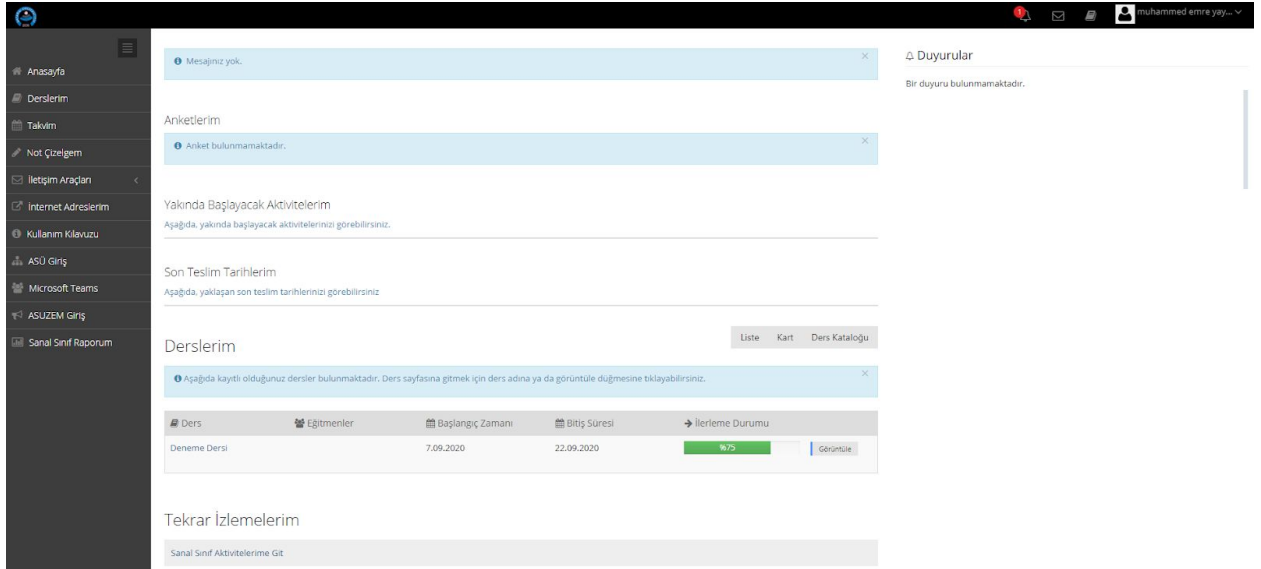 1
muhammed emre yay...
Anasayfa
Derslerim
Takvim
Not Çizelgem
İletişim Araçları
İnternet Adreslerim
Kullanım Kılavuzu
ASÜ Giriş
Microsoft Teams
ASUZEM Giriş
Sanal Sınıf Raporum
Mesajınız yok.
Anketlerim
Anket bulunmamaktadır.
Yakında Başlayacak Aktivitelerim
Aşağıda, yakında başlayacak aktivitelerinizi görebilirsiniz.
Son Teslim Tarihlerim
Aşağıda, yaklaşan son teslim tarihlerinizi görebilirsiniz
Derslerim
Liste Kart Ders Kataloğu
Aşağıda kayıtlı olduğunuz dersler bulunmaktadır. Ders sayfasına gitmek için ders adına ya da görüntüle düğmesine tıklayabilirsiniz.
Ders Eğitmenler Başlangıç Zamanı Bitiş Süresi İlerleme Durumu
Deneme Dersi 7.09.2020 22.09.2020 %75 Görüntüle
Tekrar İzlemelerim
Sanal Sınıf Aktivitelerime Git
Duyurular
Bir duyuru bulunmamaktadır.